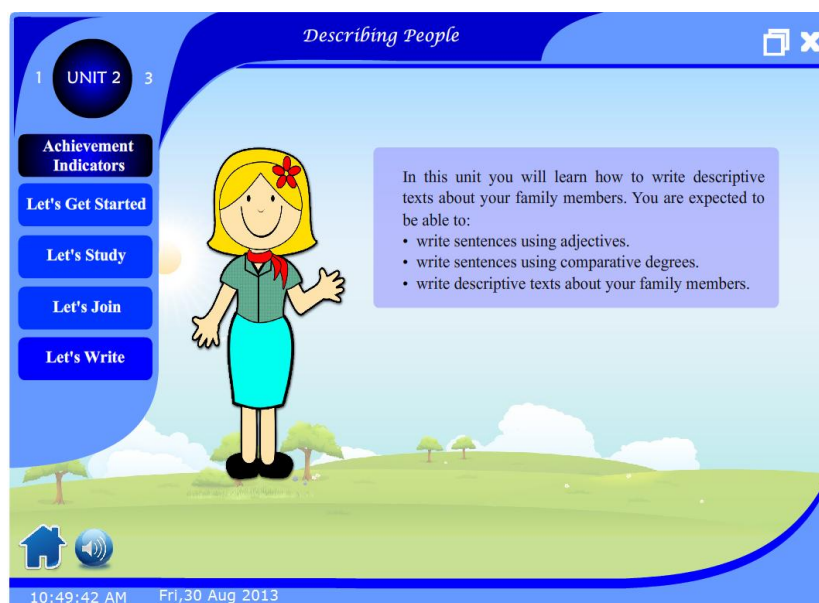 Describing People
1 UNIT 2 3
Achievement
Indicators
Let's Get Started
Let's Study
Let's Join
Let's Write
In this unit you will learn how to write descriptive
texts about your family members. You are expected to
be able to:
• write sentences using adjectives.
• write sentences using comparative degrees.
• write descriptive texts about your family members.
10:49:42 AM Fri,30 Aug 2013